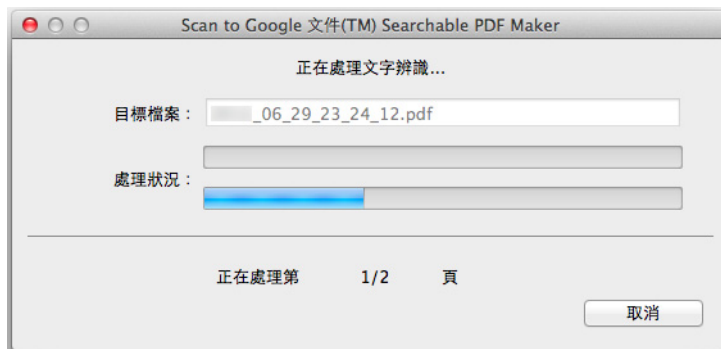 Scan to Google 文件(TM) Searchable PDF Maker
正在處理文字辨識...
目標檔案：
_06_29_23_24_12.pdf
處理狀況：
正在處理第 1/2 頁
取消